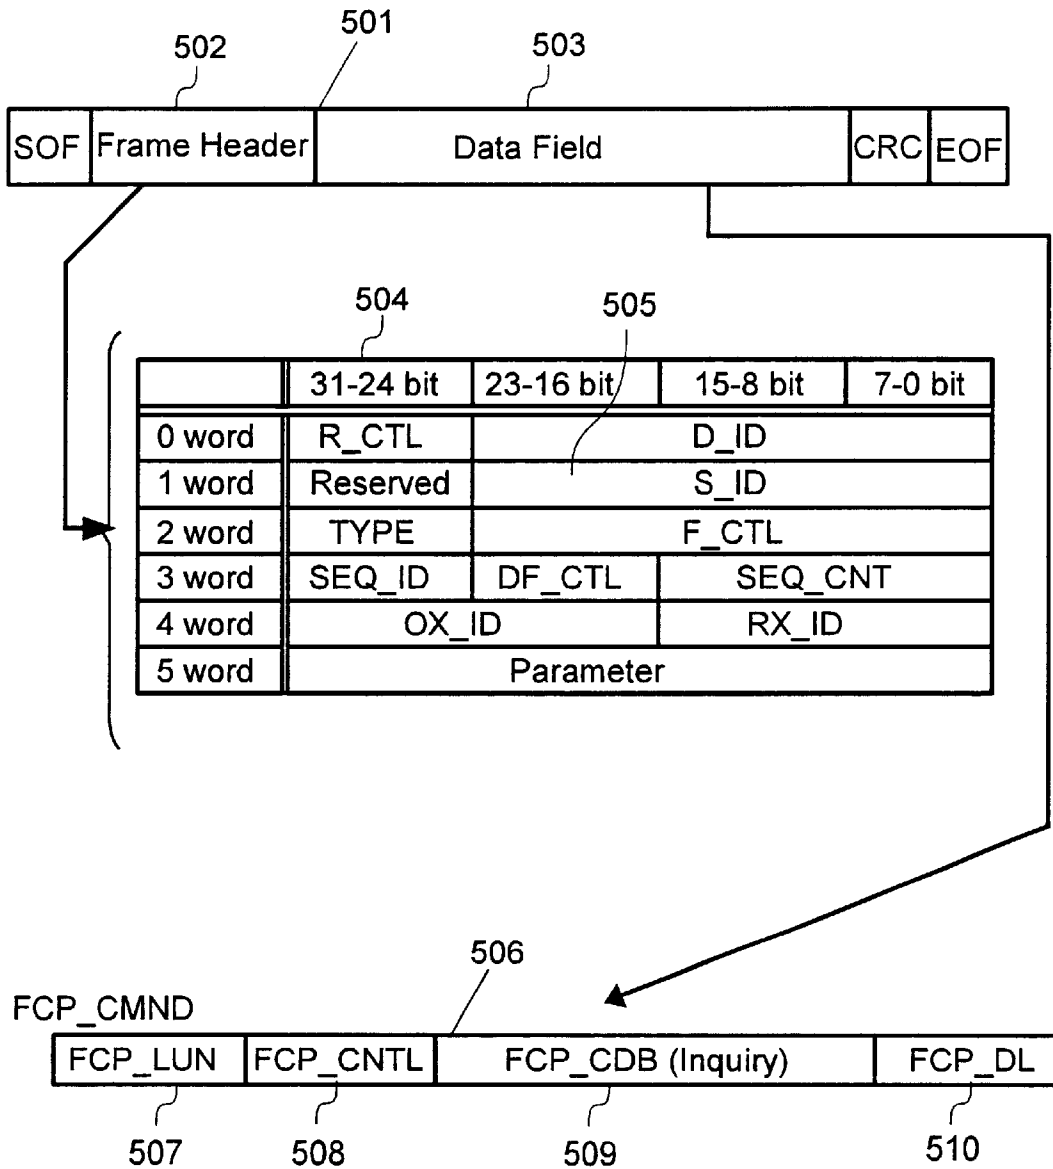 502 501 503
SOF Frame Header Data Field CRC EOF
504 505
31-24 bit 23-16 bit 15-8 bit 7-0 bit
0 word R_CTL D_ID
1 word Reserved S_ID
2 word TYPE F_CTL
3 word SEQ_ID DF_CTL SEQ_CNT
4 word OX_ID RX_ID
5 word Parameter
506
FCP_CMND
FCP_LUN FCP_CNTL FCP_CDB (Inquiry) FCP_DL
507 508 509 510